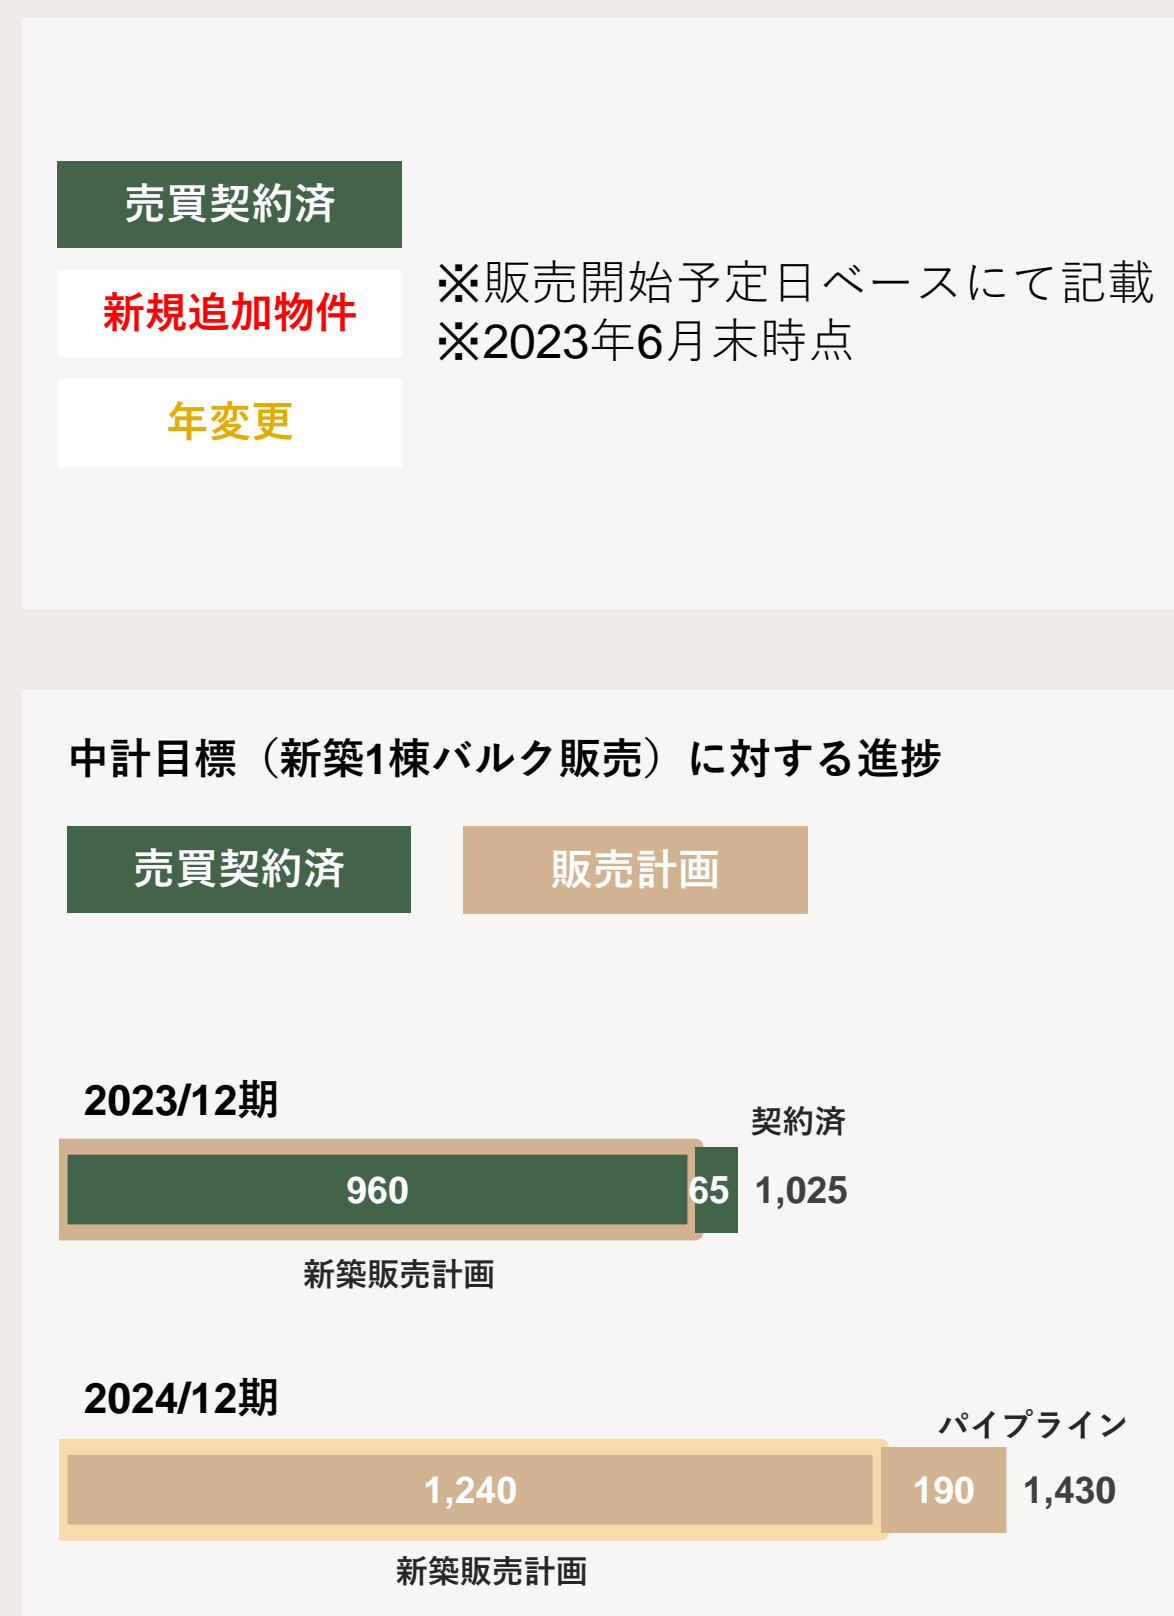 売買契約済
新規追加物件
年変更
※販売開始予定日ベースにて記載
※2023年6月末時点
中計目標（新築1棟バルク販売）に対する進捗
売買契約済
販売計画
2023/12期
契約済
960
65
1,025
新築販売計画
2024/12期
パイプライン
1,240
190
1,430
新築販売計画